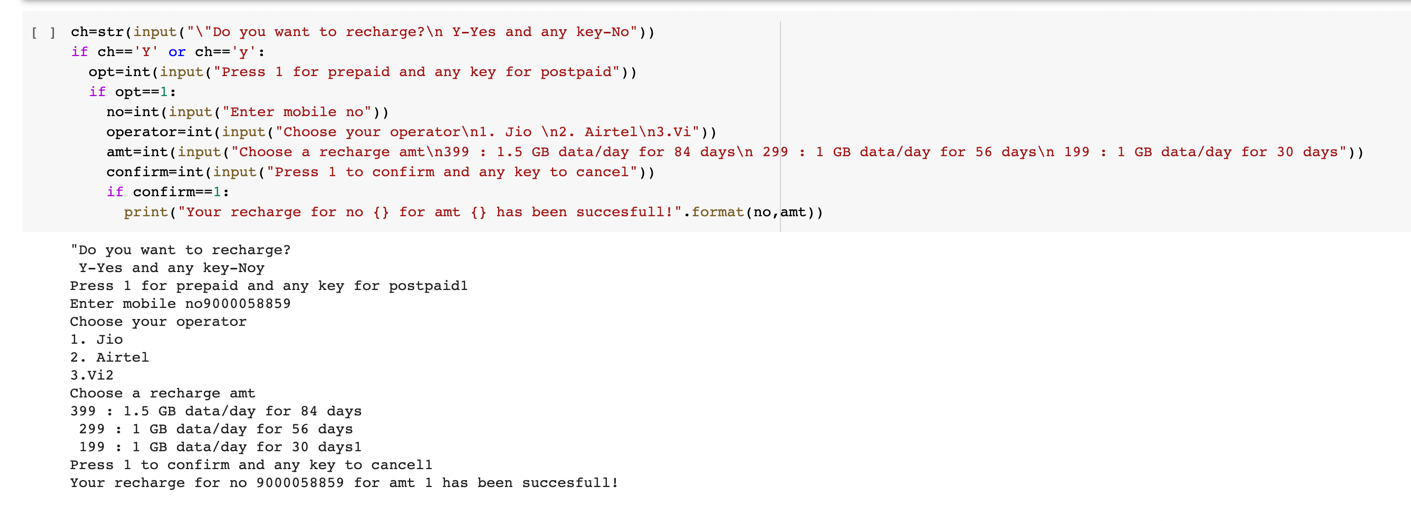 [ ] ch=str(input("\"Do you want to recharge?\n Y-Yes and any key-No"))
if ch=='Y' or ch=='y':
  opt=int(input("Press 1 for prepaid and any key for postpaid"))
  if opt==1:
    no=int(input("Enter mobile no"))
    operator=int(input("Choose your operator\n1. Jio \n2. Airtel\n3.Vi"))
    amt=int(input("Choose a recharge amt\n399 : 1.5 GB data/day for 84 days\n 299 : 1 GB data/day for 56 days\n 199 : 1 GB data/day for 30 days"))
    confirm=int(input("Press 1 to confirm and any key to cancel"))
    if confirm==1:
      print("Your recharge for no {} for amt {} has been succesfull!".format(no,amt))
"Do you want to recharge?
 Y-Yes and any key-Noy
Press 1 for prepaid and any key for postpaid1
Enter mobile no9000058859
Choose your operator
1. Jio
2. Airtel
3.Vi2
Choose a recharge amt
399 : 1.5 GB data/day for 84 days
 299 : 1 GB data/day for 56 days
 199 : 1 GB data/day for 30 days1
Press 1 to confirm and any key to cancel1
Your recharge for no 9000058859 for amt 1 has been succesfull!